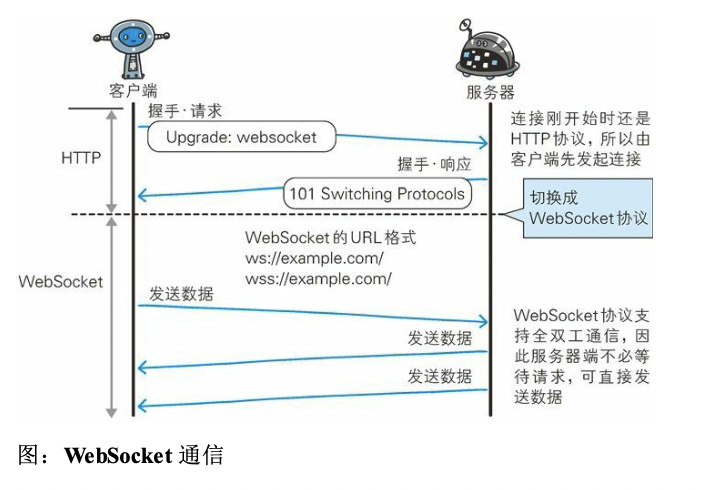 客户端
服务器
握手·请求
Upgrade: websocket
连接刚开始时还是
HTTP协议，所以由
客户端先发起连接
HTTP
握手·响应
101 Switching Protocols
切换成
WebSocket协议
WebSocket的URL格式
ws://example.com/
wss://example.com/
WebSocket
发送数据
发送数据
发送数据
WebSocket协议支
持全双工通信，因
此服务器端不必等
待请求，可直接发
送数据
图：WebSocket 通信